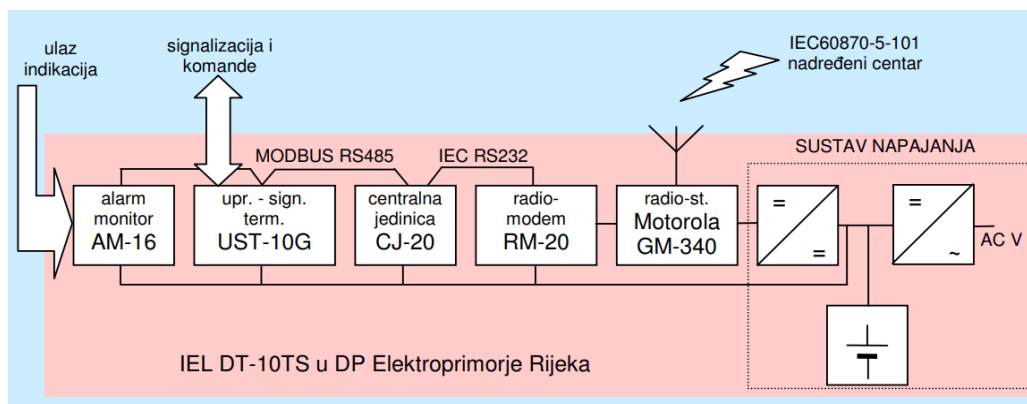 ulaz
indikacija
signalizacija i
komande
IEC60870-5-101
nadređeni centar
SUSTAV NAPAJANJA
MODBUS RS485
IEC RS232
alarm
monitor
AM-16
upr. - sign.
term.
UST-10G
centralna
jedinica
CJ-20
radio-
modem
RM-20
radio-st.
Motorola
GM-340
=
=
=
~
AC V
IEL DT-10TS u DP Elektroprimorje Rijeka